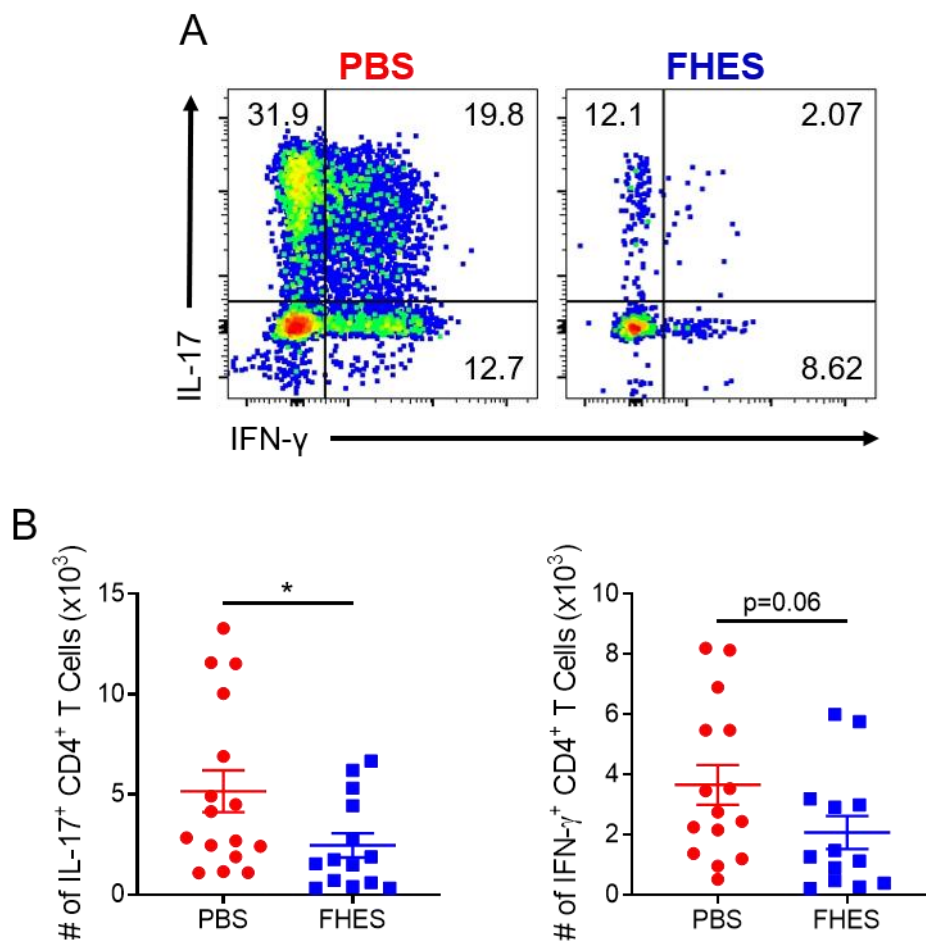 A
PBS
FHES
31.9
19.8
12.1
2.07
12.7
8.62
IL-17
IFN-γ
B
# of IL-17⁺ CD4⁺ T Cells (x10³)
15
10
5
0
*
PBS
FHES
# of IFN-γ⁺ CD4⁺ T Cells (x10³)
10
8
6
4
2
0
p=0.06
PBS
FHES